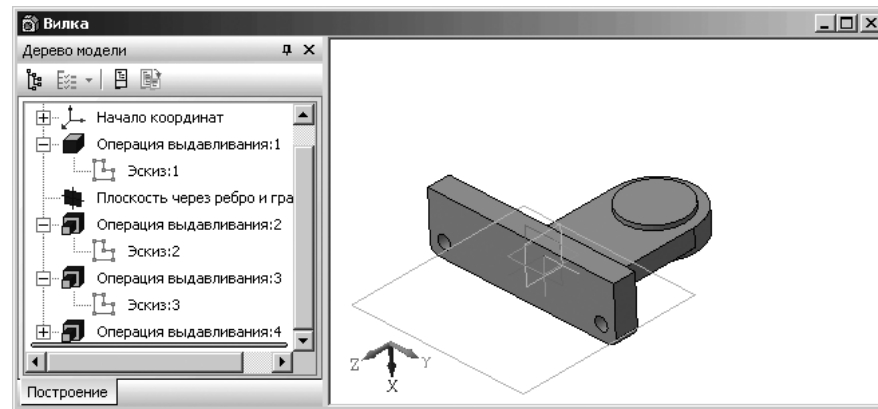 Вилка
Дерево модели
Начало координат
Операция выдавливания:1
Эскиз:1
Плоскость через ребро и гра
Операция выдавливания:2
Эскиз:2
Операция выдавливания:3
Эскиз:3
Операция выдавливания:4
Построение
Z
Y
X